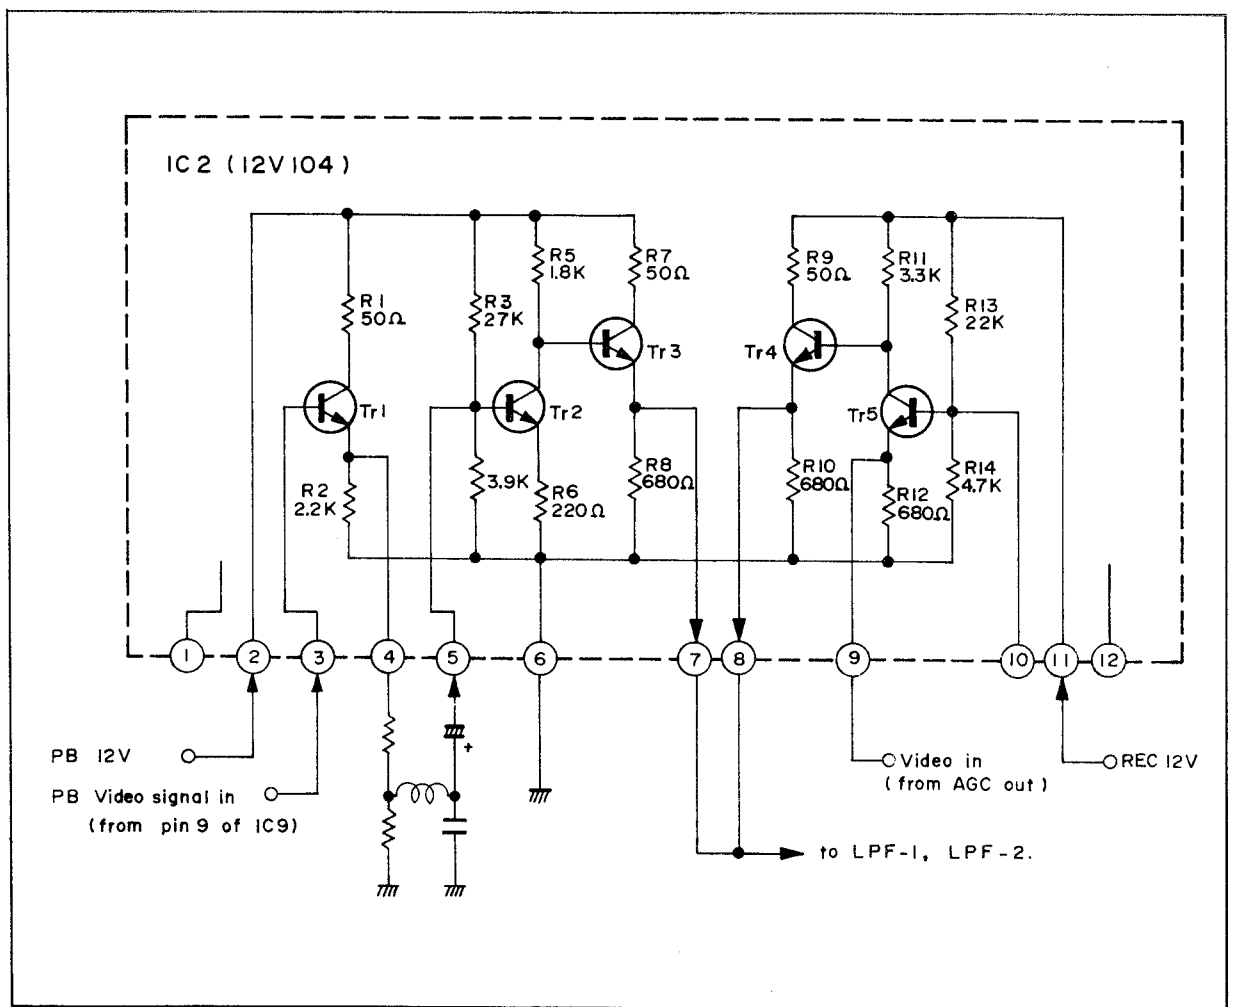 IC2 (12V104)
R1
50Ω
R3
27K
R5
1.8K
R7
50Ω
R9
50Ω
R11
3.3K
R13
22K
Tr1
Tr2
Tr3
Tr4
Tr5
R2
2.2K
3.9K
R6
220Ω
R8
680Ω
R10
680Ω
R12
680Ω
R14
4.7K
1 2 3 4 5 6 7 8 9 10 11 12
+
PB 12V
PB Video signal in
(from pin 9 of IC9)
Video in
(from AGC out)
REC 12V
to LPF-1, LPF-2.